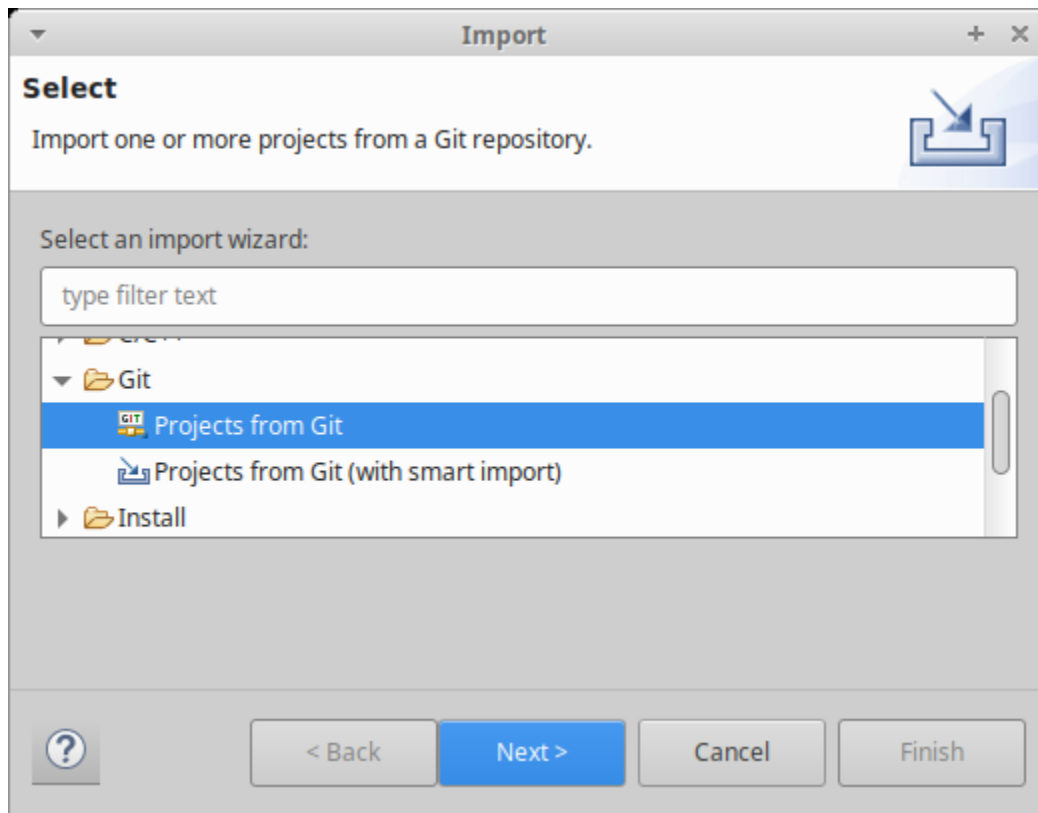 Import
Select
Import one or more projects from a Git repository.
Select an import wizard:
type filter text
C/C++
Git
GIT Projects from Git
Projects from Git (with smart import)
Install
? < Back Next > Cancel Finish